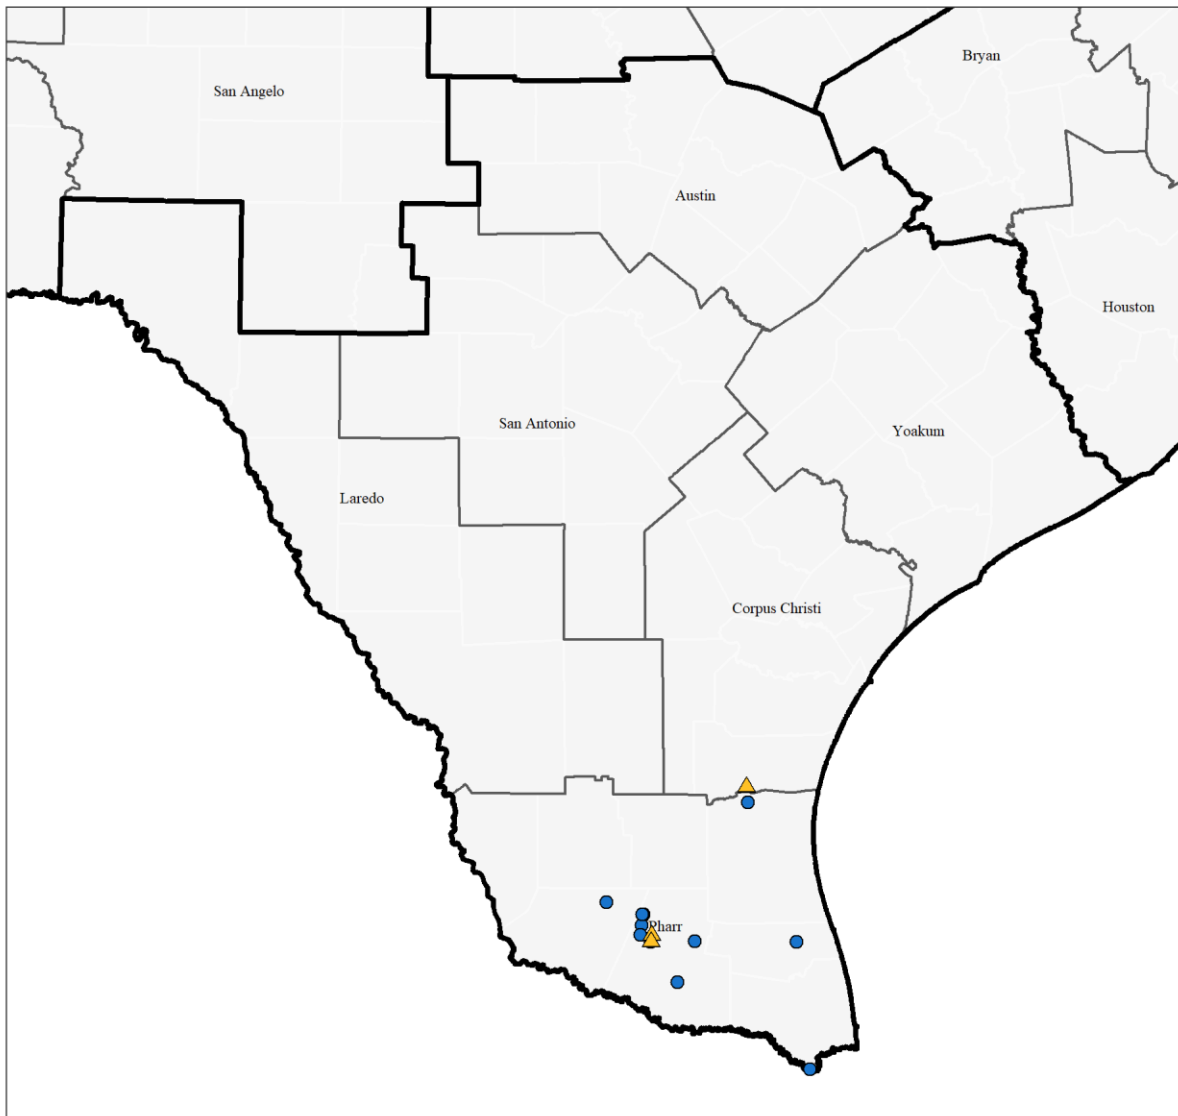 Bryan
San Angelo
Austin
Houston
San Antonio
Yoakum
Laredo
Corpus Christi
Pharr